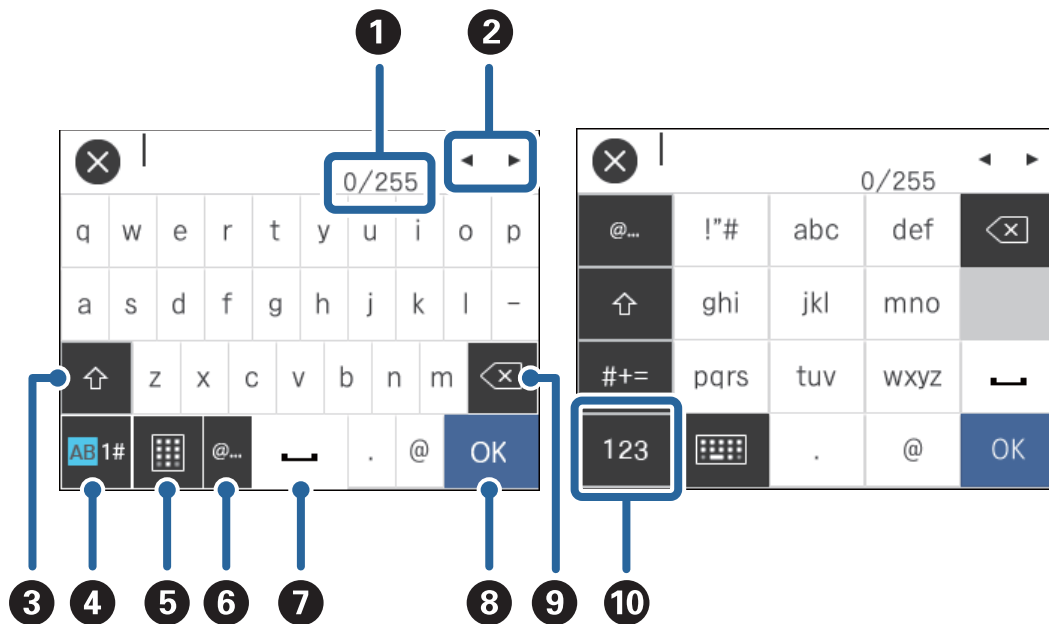 1 2
0/255
q w e r t y u i o p
a s d f g h j k l -
z x c v b n m
AB 1# @... . @ OK
0/255
@... !"# abc def
ghi jkl mno
#+= pqrs tuv wxyz
123 . @ OK
3 4 5 6 7 8 9 10